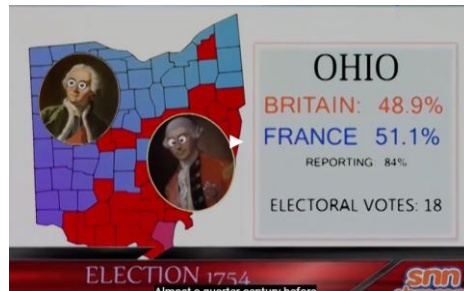 OHIO
BRITAIN: 48.9%
FRANCE 51.1%
REPORTING 84%
ELECTORAL VOTES: 18
ELECTION 1754
snn
Almost a quarter century before